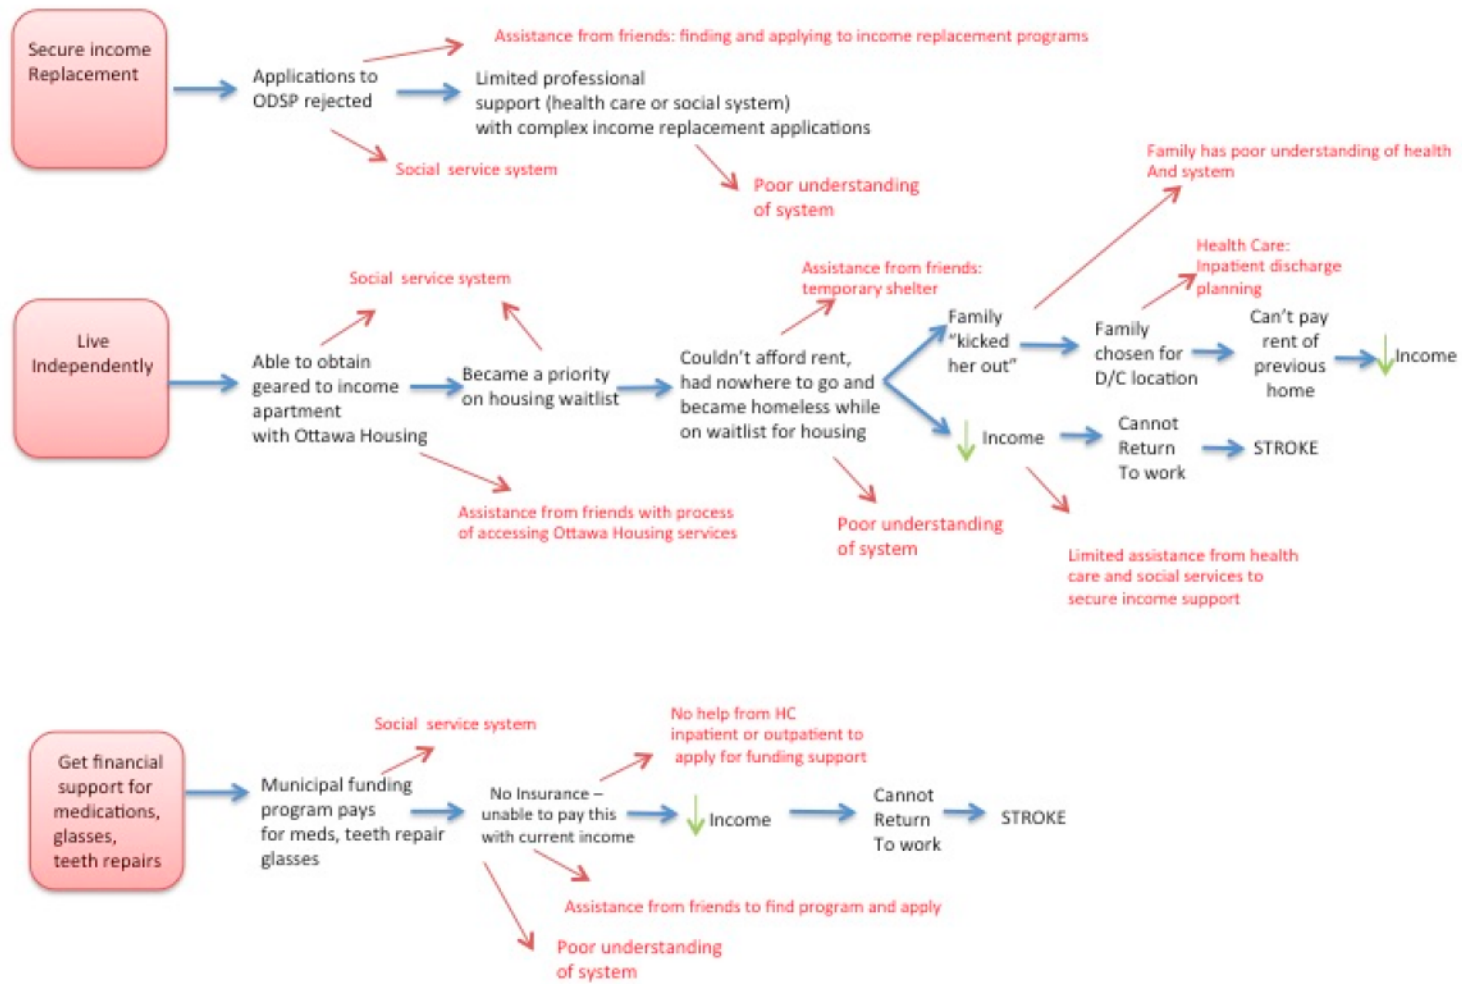 Secure income
Replacement
Applications to
ODSP rejected
Assistance from friends: finding and applying to income replacement programs
Limited professional
support (health care or social system)
with complex income replacement applications
Social service system
Poor understanding
of system
Family has poor understanding of health
And system
Live
Independently
Social service system
Able to obtain
geared to income
apartment
with Ottawa Housing
Became a priority
on housing waitlist
Assistance from friends with process
of accessing Ottawa Housing services
Assistance from friends:
temporary shelter
Couldn't afford rent,
had nowhere to go and
became homeless while
on waitlist for housing
Poor understanding
of system
Family
"kicked
her out"
Health Care:
Inpatient discharge
planning
Family
chosen for
D/C location
Can't pay
rent of
previous
home
Income
Income
Cannot
Return
To work
STROKE
Limited assistance from health
care and social services to
secure income support
Get financial
support for
medications,
glasses,
teeth repairs
Social service system
Municipal funding
program pays
for meds, teeth repair
glasses
No help from HC
inpatient or outpatient to
apply for funding support
No Insurance –
unable to pay this
with current income
Income
Cannot
Return
To work
STROKE
Assistance from friends to find program and apply
Poor understanding
of system